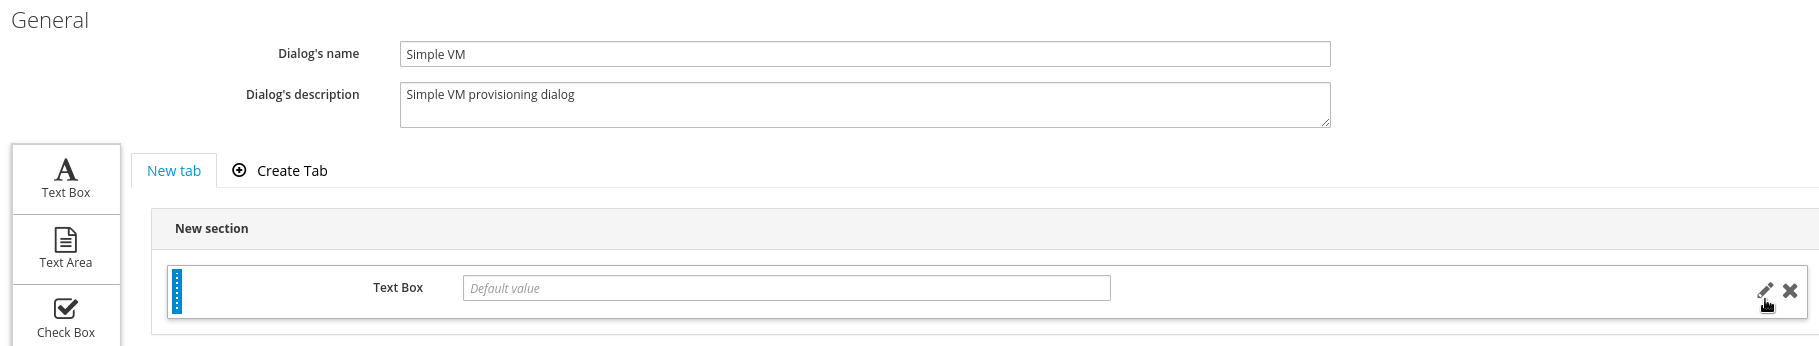 General
Dialog's name
Simple VM
Dialog's description
Simple VM provisioning dialog
Text Box
Text Area
Check Box
New tab
Create Tab
New section
Text Box
Default value